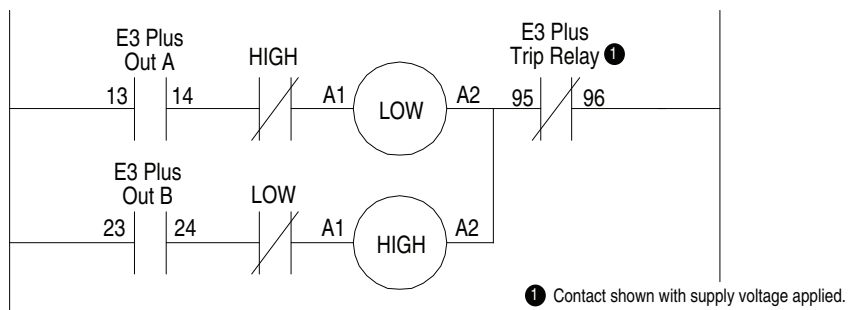 E3 Plus
Out A
HIGH
E3 Plus
Trip Relay ❶
13 14 A1 LOW A2 95 96
E3 Plus
Out B
LOW
23 24 A1 HIGH A2
❶ Contact shown with supply voltage applied.